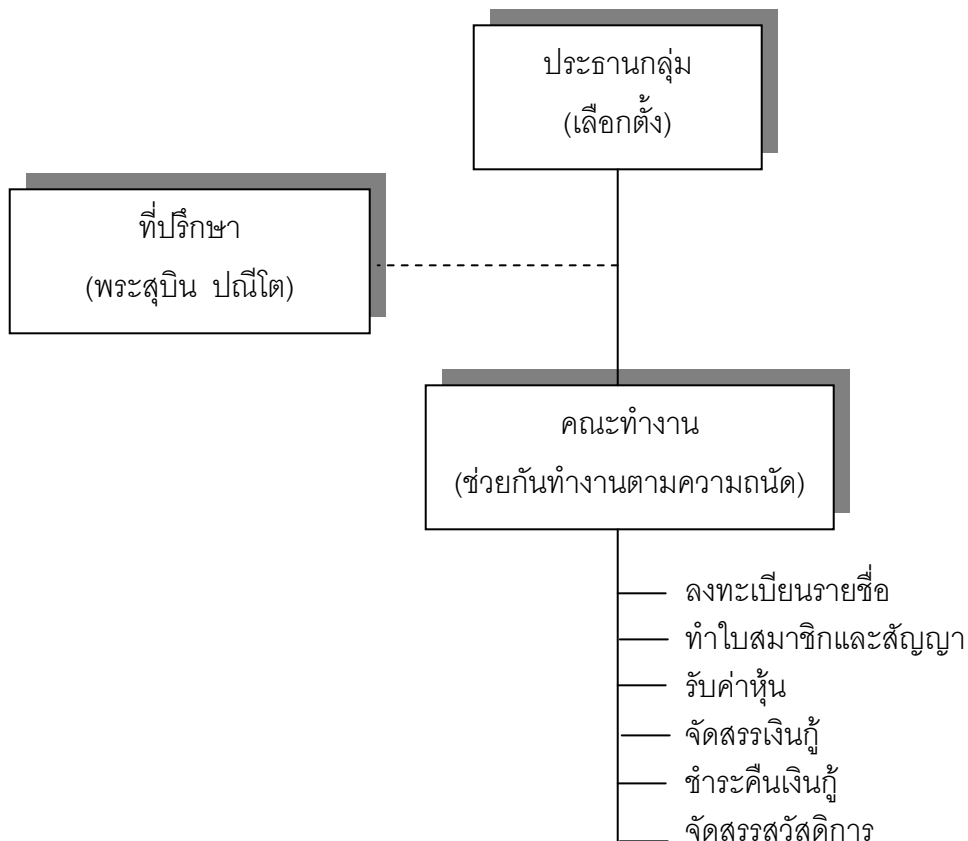 ประธานกลุ่ม
(เลือกตั้ง)
ที่ปรึกษา
(พระสุบิน ปณีโต)
คณะทำงาน
(ช่วยกันทำงานตามความถนัด)
ลงทะเบียนรายชื่อ
ทำใบสมาชิกและสัญญา
รับค่าหุ้น
จัดสรรเงินกู้
ชำระคืนเงินกู้
จัดสรรสวัสดิการ